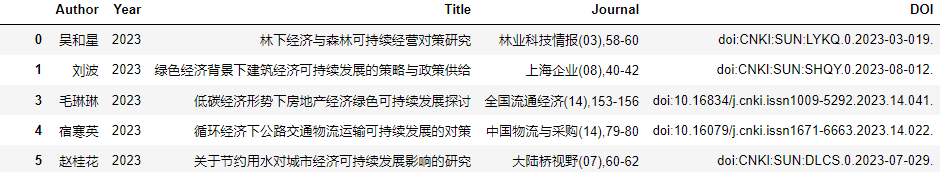 Author Year Title Journal DOI
0 吴和星 2023 林下经济与森林可持续经营对策研究 林业科技情报(03),58-60 doi:CNKI:SUN:LYKQ.0.2023-03-019.
1 刘波 2023 绿色经济背景下建筑经济可持续发展的策略与政策供给 上海企业(08),40-42 doi:CNKI:SUN:SHQY.0.2023-08-012.
3 毛琳琳 2023 低碳经济形势下房地产经济绿色可持续发展探讨 全国流通经济(14),153-156 doi:10.16834/j.cnki.issn1009-5292.2023.14.041.
4 宿寒英 2023 循环经济下公路交通物流运输可持续发展的对策 中国物流与采购(14),79-80 doi:10.16079/j.cnki.issn1671-6663.2023.14.022.
5 赵桂花 2023 关于节约用水对城市经济可持续发展影响的研究 大陆桥视野(07),60-62 doi:CNKI:SUN:DLCS.0.2023-07-029.